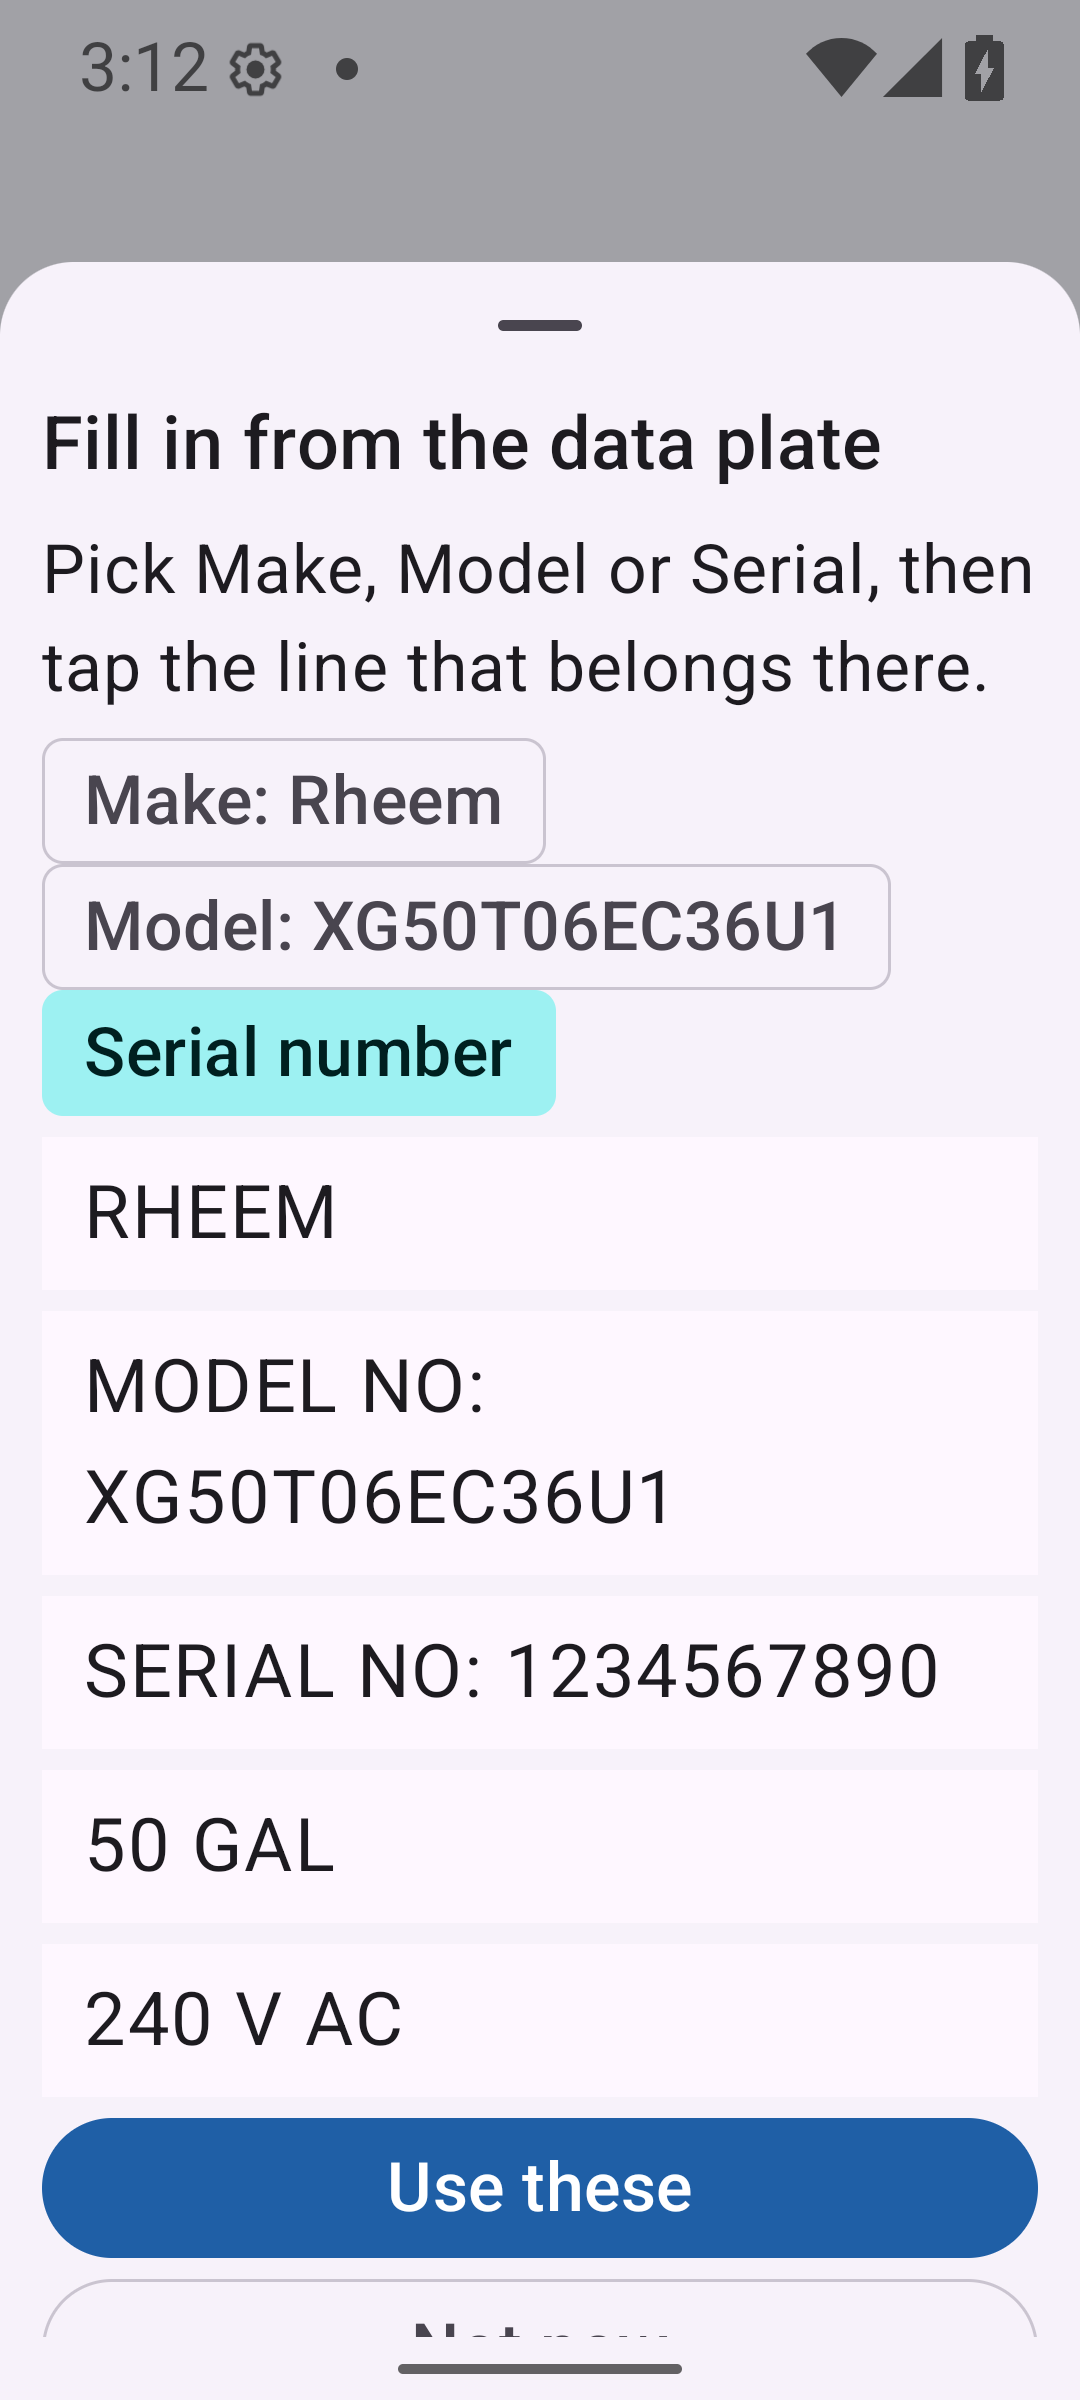 3:12
Fill in from the data plate
Pick Make, Model or Serial, then
tap the line that belongs there.
Make: Rheem
Model: XG50T06EC36U1
Serial number
RHEEM
MODEL NO:
XG50T06EC36U1
SERIAL NO: 1234567890
50 GAL
240 V AC
Use these
Not now